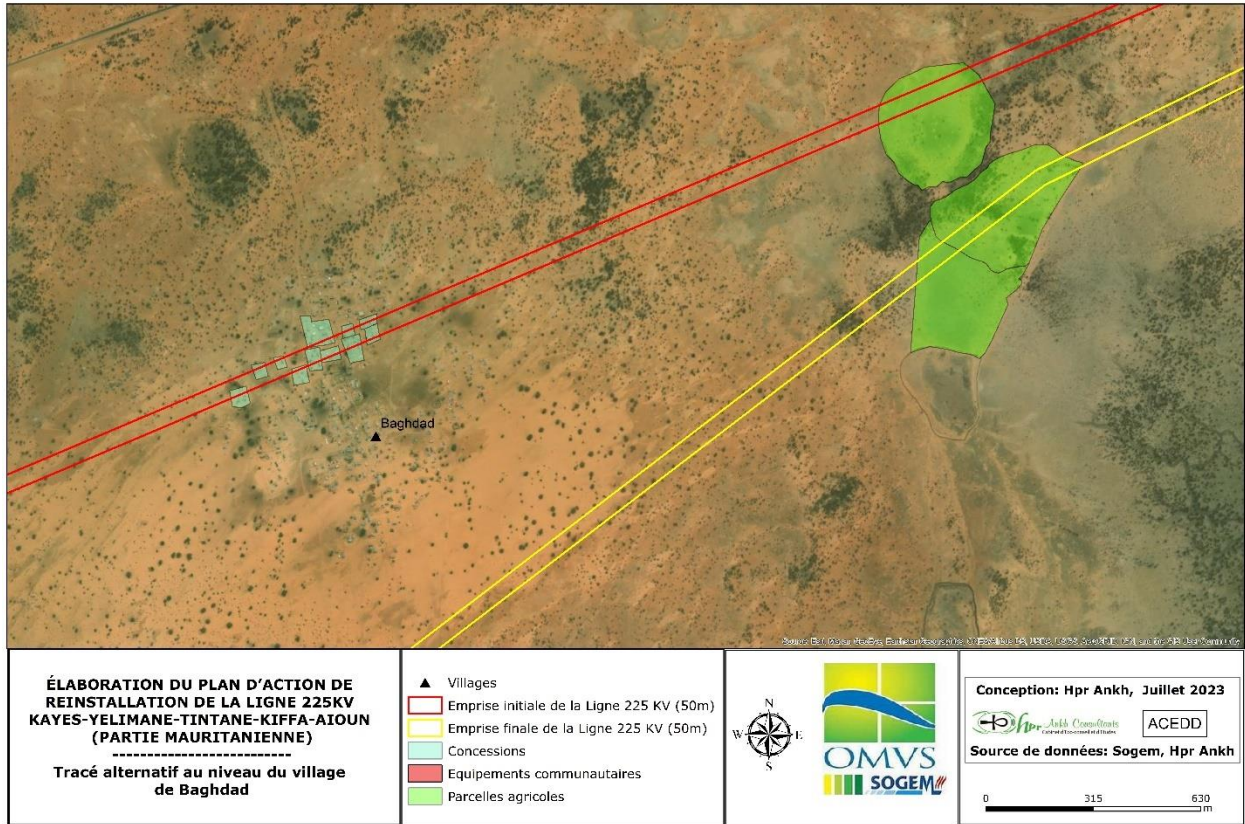 Baghdad
ÉLABORATION DU PLAN D'ACTION DE
REINSTALLATION DE LA LIGNE 225KV
KAYES-YELIMANE-TINTANE-KIFFA-AIOUN
(PARTIE MAURITANIENNE)
--------------------------
Tracé alternatif au niveau du village
de Baghdad
Villages
Emprise initiale de la Ligne 225 KV (50m)
Emprise finale de la Ligne 225 KV (50m)
Concessions
Equipements communautaires
Parcelles agricoles
N
W E
S
OMVS
SOGEM
Conception: Hpr Ankh, Juillet 2023
hpr Ankh Consultants
ACEDD
Source de données: Sogem, Hpr Ankh
0 315 630
m